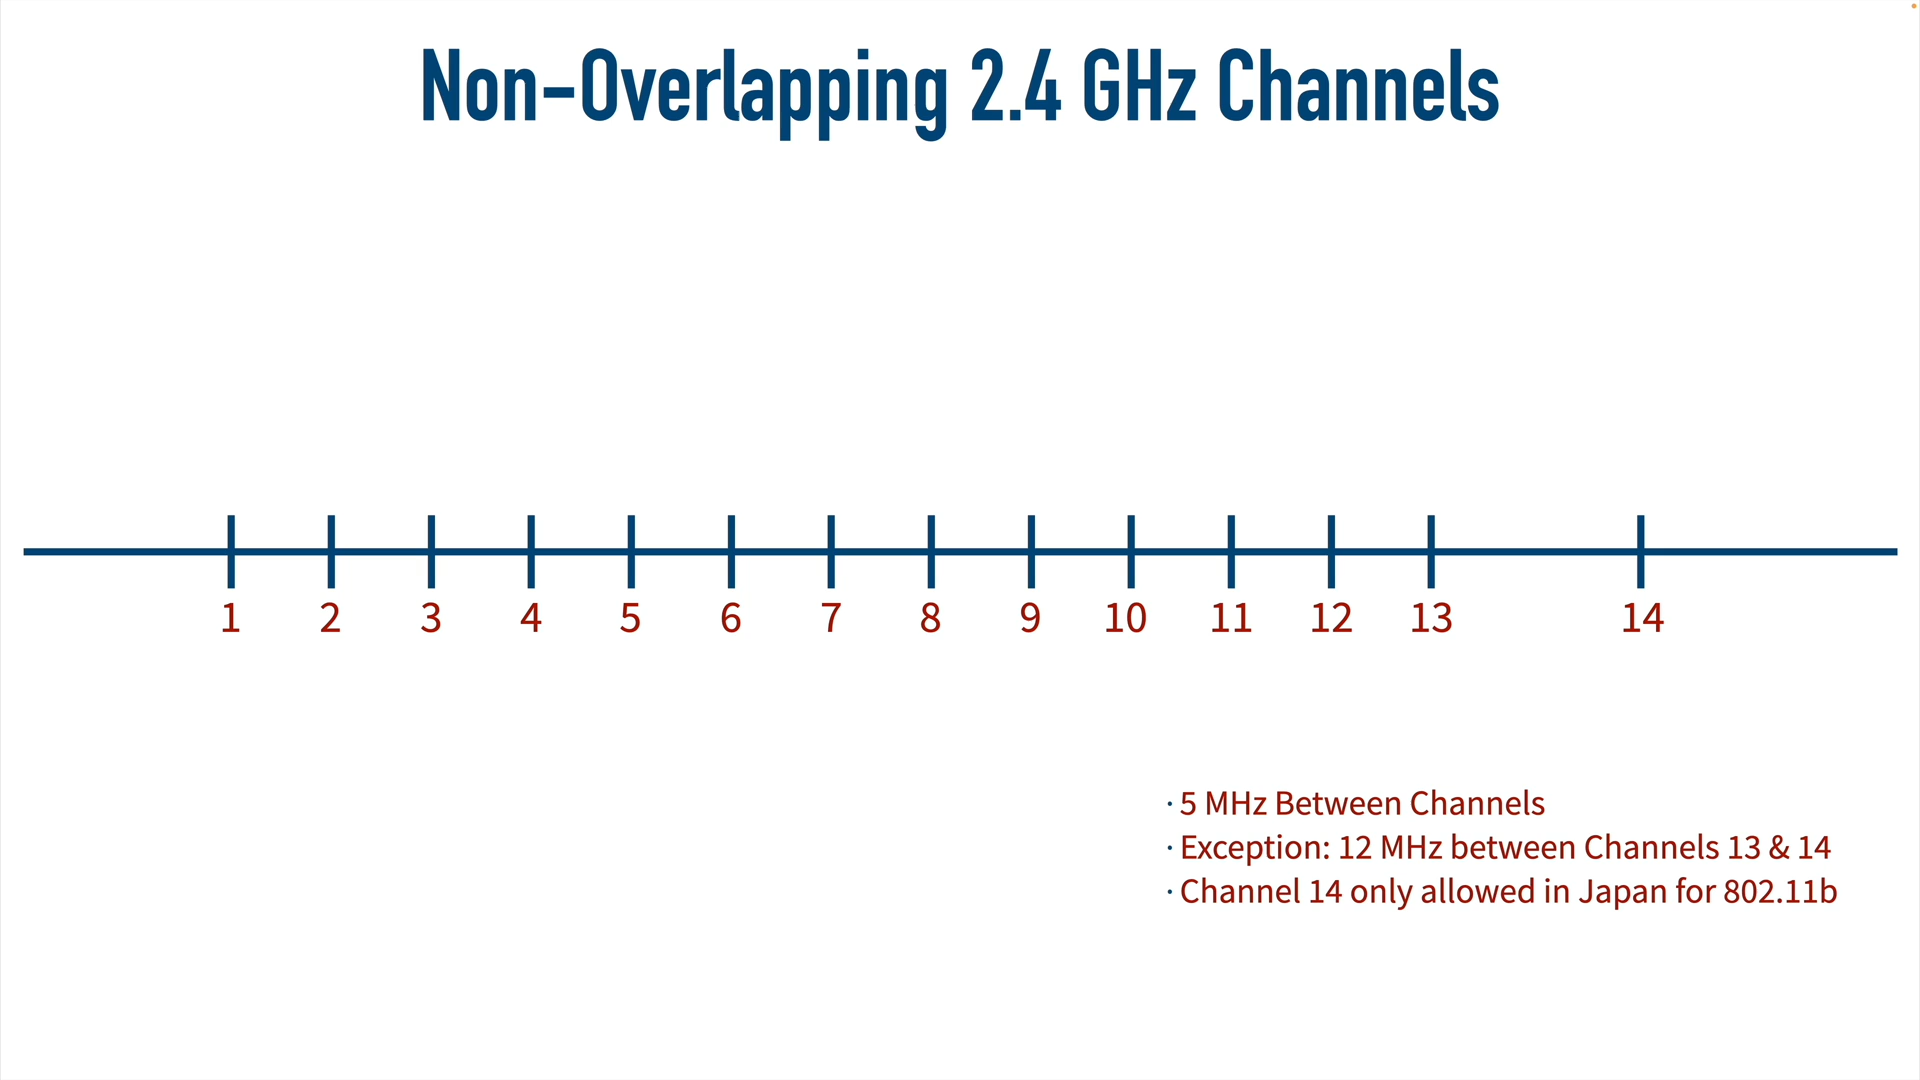 Non-Overlapping 2.4 GHz Channels
1 2 3 4 5 6 7 8 9 10 11 12 13 14
· 5 MHz Between Channels
· Exception: 12 MHz between Channels 13 & 14
· Channel 14 only allowed in Japan for 802.11b